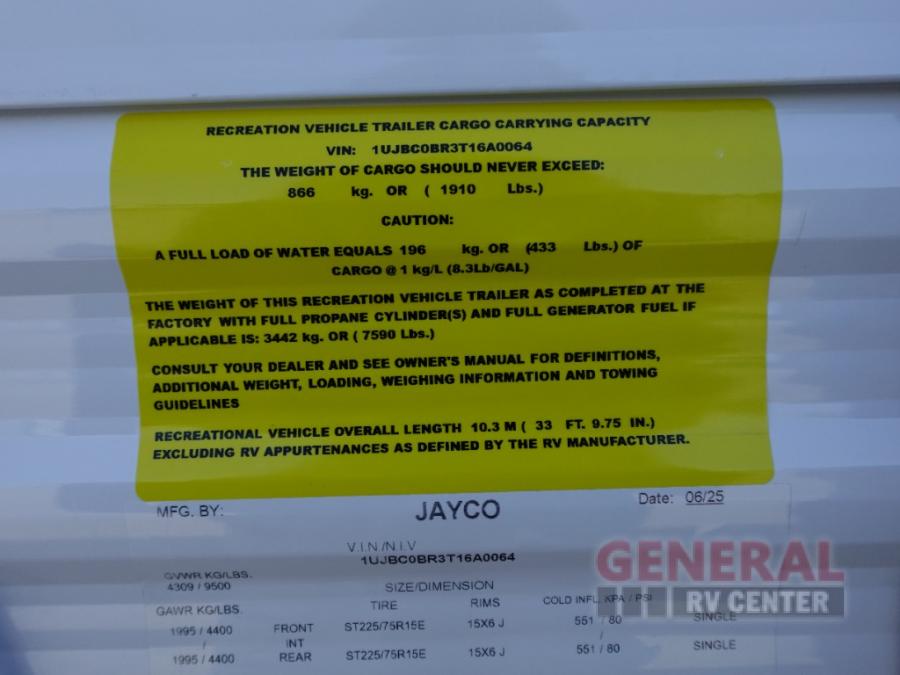 RECREATION VEHICLE TRAILER CARGO CARRYING CAPACITY
VIN: 1UJBC0BR3T16A0064
THE WEIGHT OF CARGO SHOULD NEVER EXCEED:
866 kg. OR ( 1910 Lbs.)
CAUTION:
A FULL LOAD OF WATER EQUALS 196 kg. OR (433 Lbs.) OF
CARGO @ 1 kg/L (8.3Lb/GAL)
THE WEIGHT OF THIS RECREATION VEHICLE TRAILER AS COMPLETED AT THE
FACTORY WITH FULL PROPANE CYLINDER(S) AND FULL GENERATOR FUEL IF
APPLICABLE IS: 3442 kg. OR ( 7590 Lbs.)
CONSULT YOUR DEALER AND SEE OWNER'S MANUAL FOR DEFINITIONS,
ADDITIONAL WEIGHT, LOADING, WEIGHING INFORMATION AND TOWING
GUIDELINES
RECREATIONAL VEHICLE OVERALL LENGTH 10.3 M ( 33 FT. 9.75 IN.)
EXCLUDING RV APPURTENANCES AS DEFINED BY THE RV MANUFACTURER.
MFG. BY: JAYCO Date: 06/25
V.I.N./N.I.V
1UJBC0BR3T16A0064
GVWR KG/LBS.
4309 / 9500 SIZE/DIMENSION
GAWR KG/LBS. TIRE RIMS COLD INFL. KPA / PSI
1995 / 4400 FRONT ST225/75R15E 15X6 J 551 / 80 SINGLE
/ INT /
1995 / 4400 REAR ST225/75R15E 15X6 J 551 / 80 SINGLE
GENERAL
RV CENTER